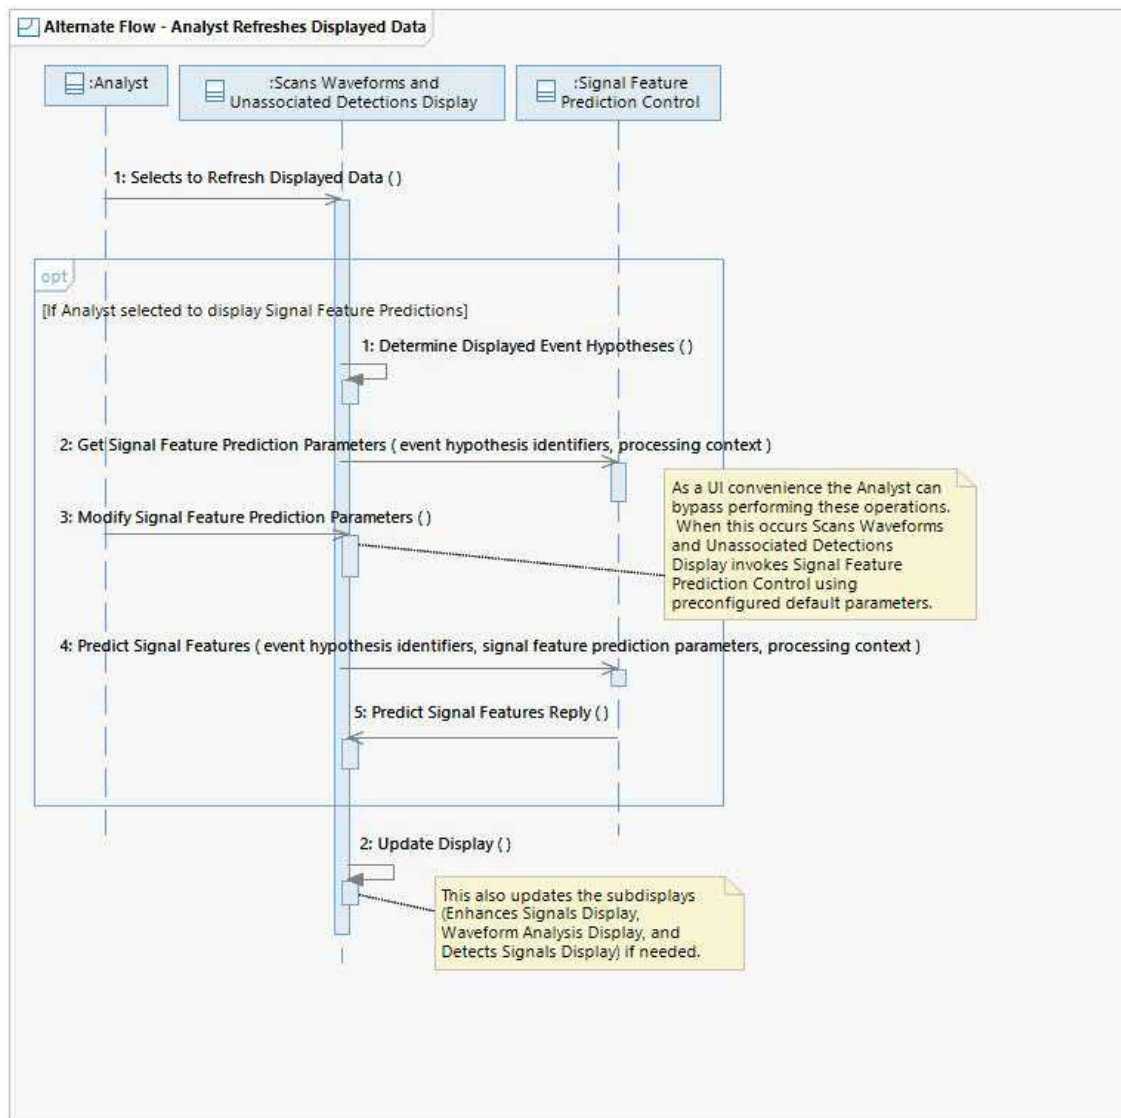 Alternate Flow - Analyst Refreshes Displayed Data
:Analyst
:Scans Waveforms and
Unassociated Detections Display
:Signal Feature
Prediction Control
1: Selects to Refresh Displayed Data ( )
opt
[If Analyst selected to display Signal Feature Predictions]
1: Determine Displayed Event Hypotheses ( )
2: Get Signal Feature Prediction Parameters ( event hypothesis identifiers, processing context )
As a UI convenience the Analyst can
bypass performing these operations.
When this occurs Scans Waveforms
and Unassociated Detections
Display invokes Signal Feature
Prediction Control using
preconfigured default parameters.
3: Modify Signal Feature Prediction Parameters ( )
4: Predict Signal Features ( event hypothesis identifiers, signal feature prediction parameters, processing context )
5: Predict Signal Features Reply ( )
2: Update Display ( )
This also updates the subdisplays
(Enhances Signals Display,
Waveform Analysis Display, and
Detects Signals Display) if needed.